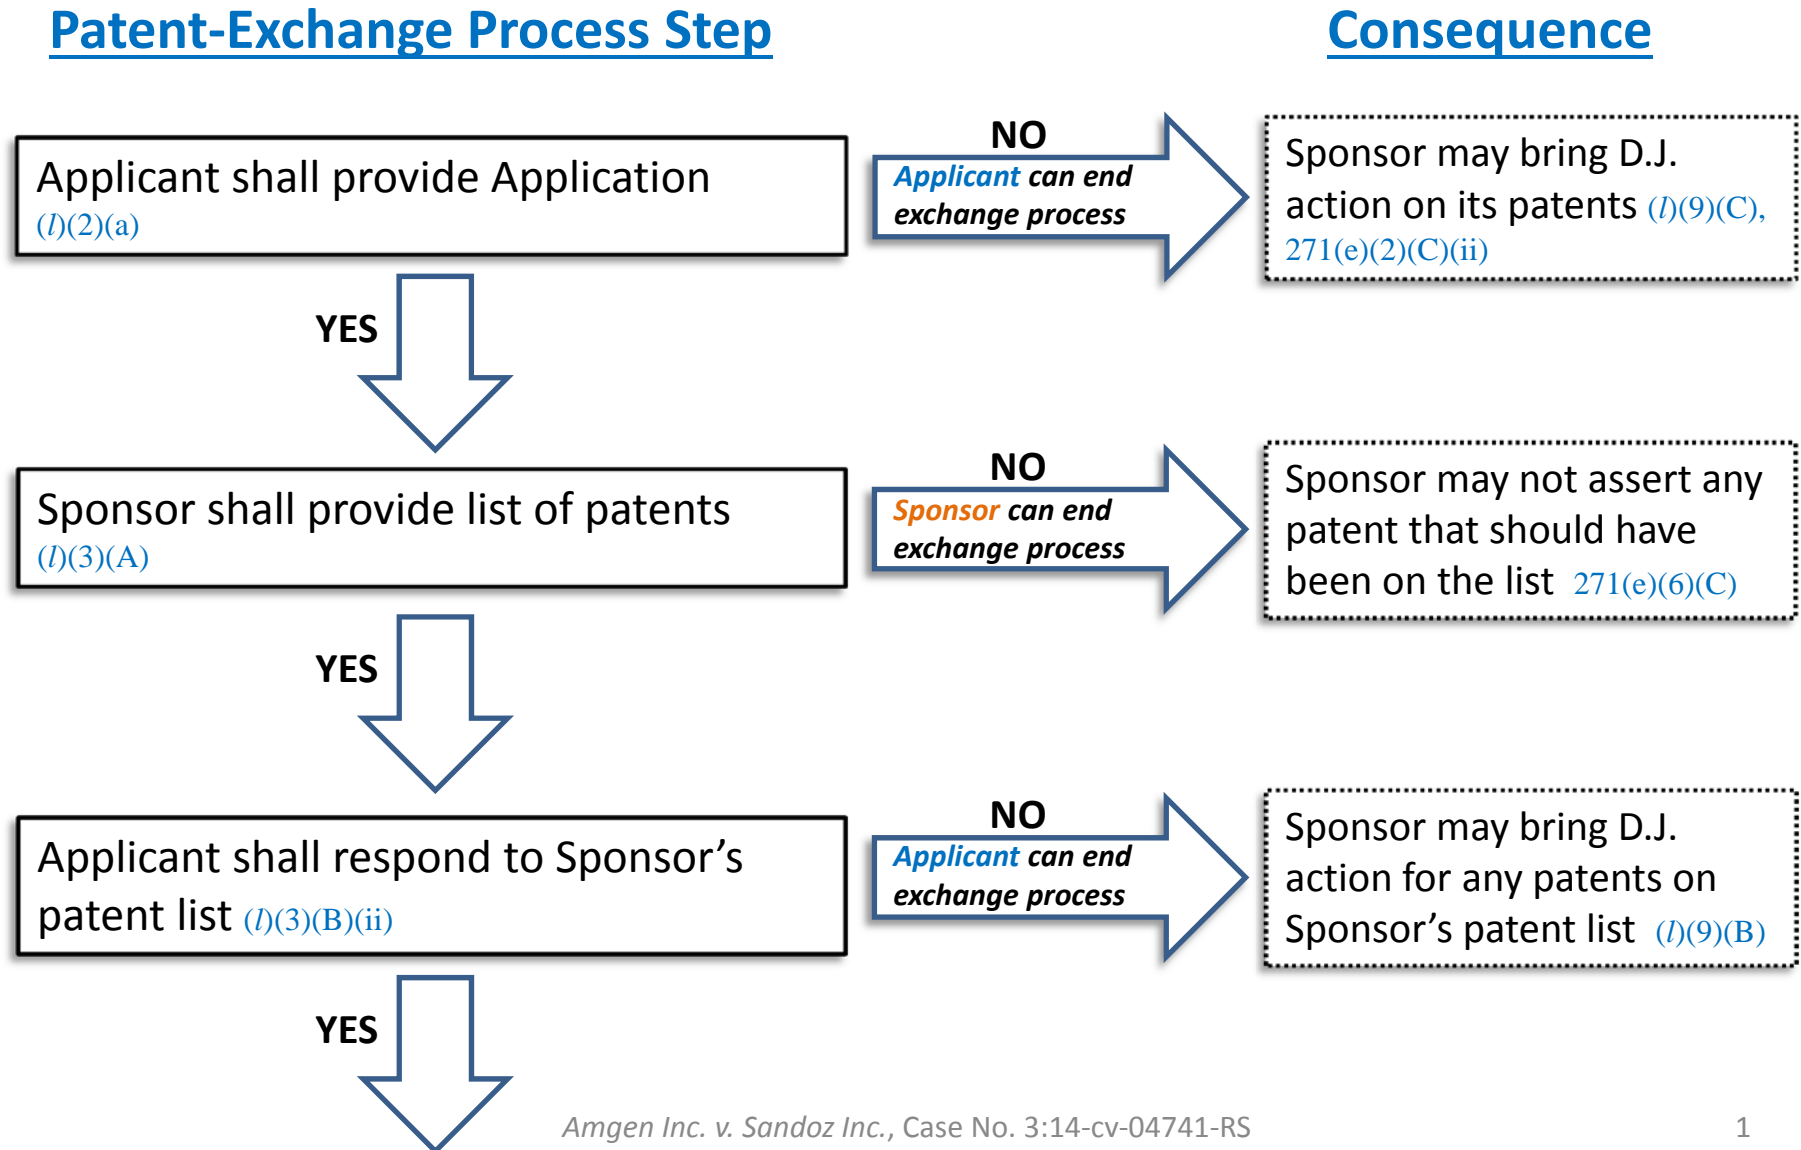 Patent-Exchange Process Step
Consequence
Applicant shall provide Application
(l)(2)(a)
NO
Applicant can end
exchange process
Sponsor may bring D.J.
action on its patents (l)(9)(C),
271(e)(2)(C)(ii)
YES
Sponsor shall provide list of patents
(l)(3)(A)
NO
Sponsor can end
exchange process
Sponsor may not assert any
patent that should have
been on the list 271(e)(6)(C)
YES
Applicant shall respond to Sponsor’s
patent list (l)(3)(B)(ii)
NO
Applicant can end
exchange process
Sponsor may bring D.J.
action for any patents on
Sponsor’s patent list (l)(9)(B)
YES
Amgen Inc. v. Sandoz Inc., Case No. 3:14-cv-04741-RS
1